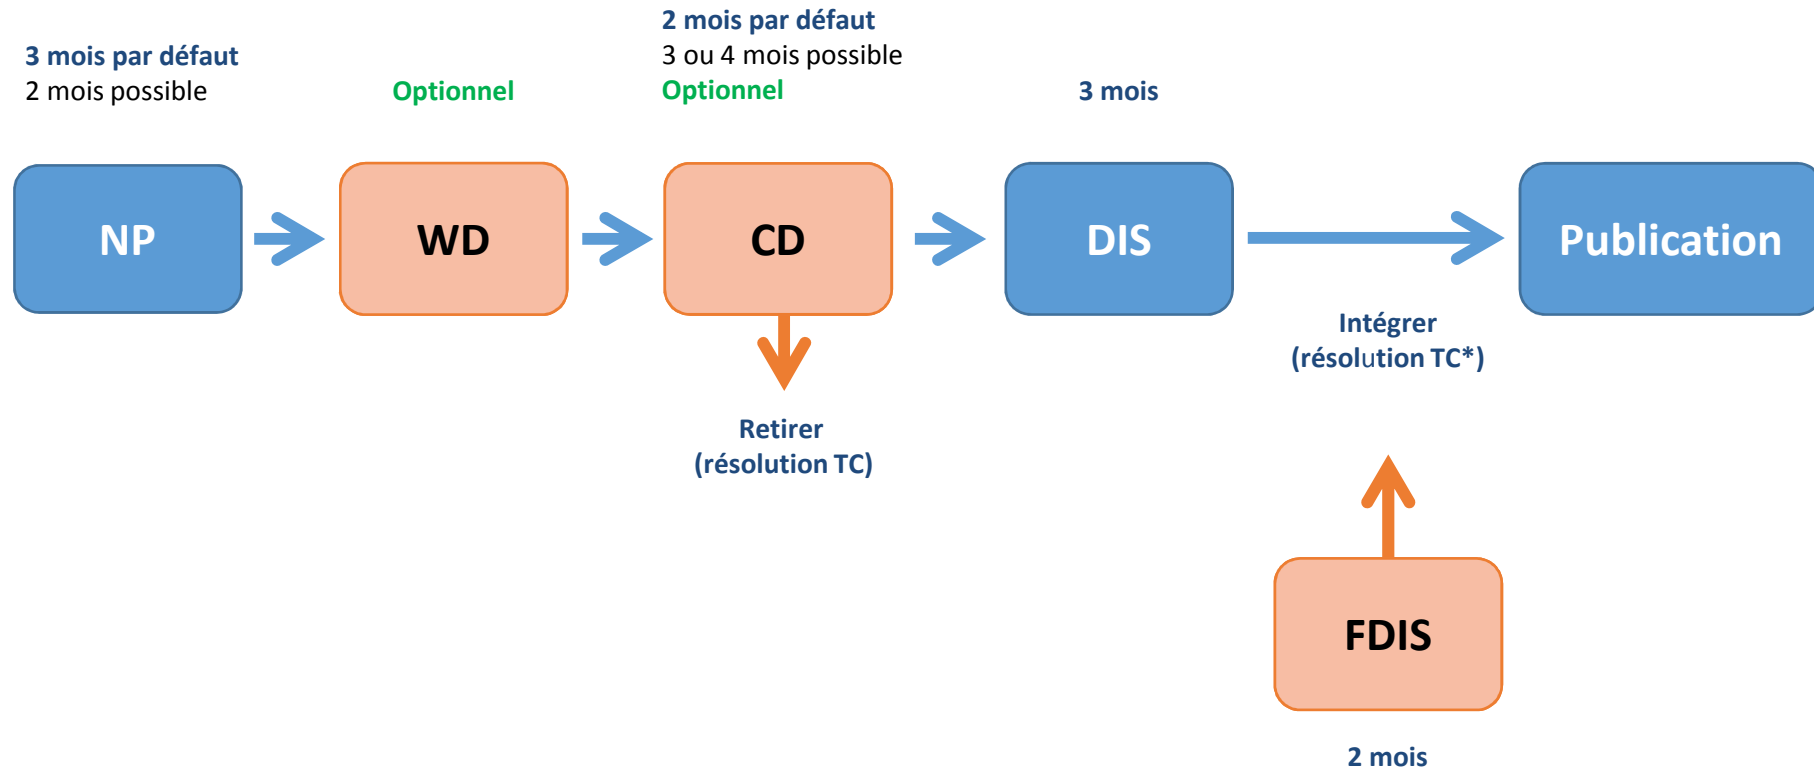 3 mois par défaut
2 mois possible
Optionnel
2 mois par défaut
3 ou 4 mois possible
Optionnel
3 mois
NP
WD
CD
DIS
Publication
Retirer
(résolution TC)
Intégrer
(résolution TC*)
FDIS
2 mois